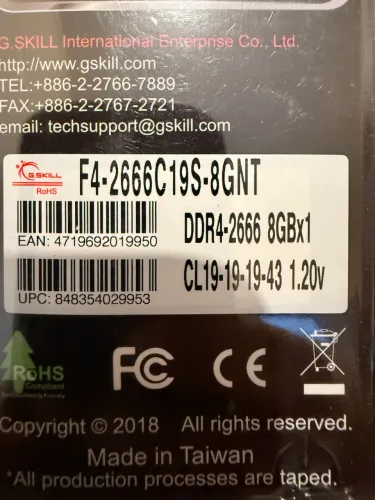 G.SKILL International Enterprise Co., Ltd.
http://www.gskill.com
TEL:+886-2-2766-7889
FAX:+886-2-2767-2721
email: techsupport@gskill.com
G.SKILL
RoHS
F4-2666C19S-8GNT
EAN: 4719692019950
DDR4-2666 8GBx1
UPC: 848354029953
CL19-19-19-43 1.20v
RoHS
Compliant
FC CE
Copyright © 2018 All rights reserved.
Made in Taiwan
*All production processes are taped.